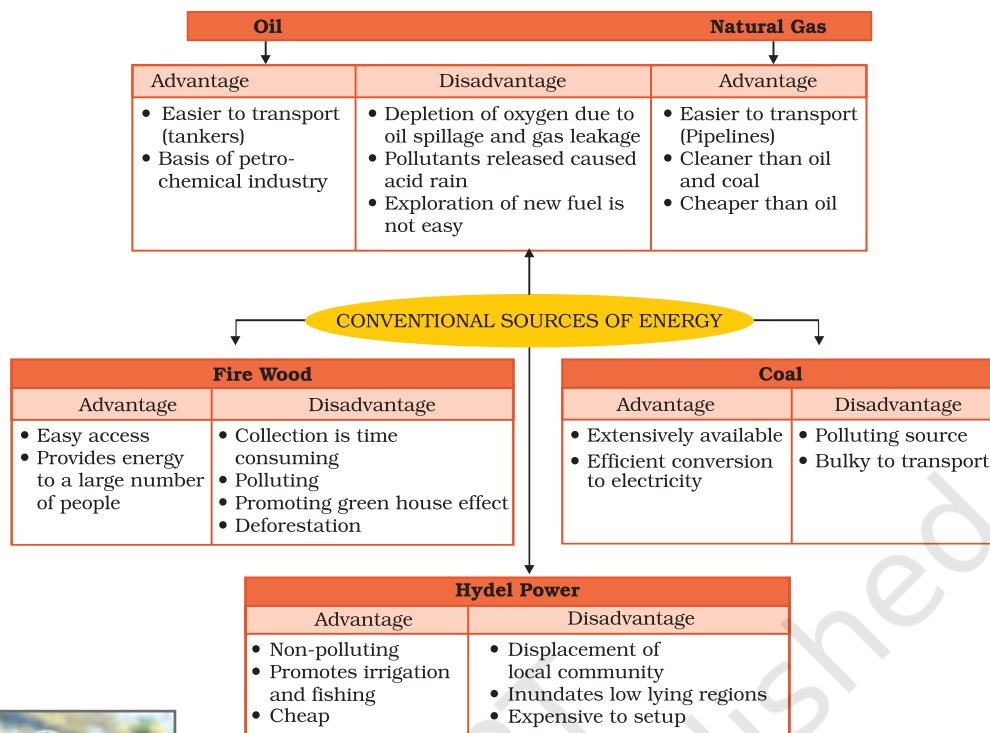 Oil
Natural Gas
Advantage
• Easier to transport
(tankers)
• Basis of petro-
chemical industry
Disadvantage
• Depletion of oxygen due to
oil spillage and gas leakage
• Pollutants released caused
acid rain
• Exploration of new fuel is
not easy
Advantage
• Easier to transport
(Pipelines)
• Cleaner than oil
and coal
• Cheaper than oil
CONVENTIONAL SOURCES OF ENERGY
Fire Wood
Advantage
• Easy access
• Provides energy
to a large number
of people
Disadvantage
• Collection is time
consuming
• Polluting
• Promoting green house effect
• Deforestation
Coal
Advantage
• Extensively available
• Efficient conversion
to electricity
Disadvantage
• Polluting source
• Bulky to transport
Hydel Power
Advantage
• Non-polluting
• Promotes irrigation
and fishing
• Cheap
Disadvantage
• Displacement of
local community
• Inundates low lying regions
• Expensive to setup